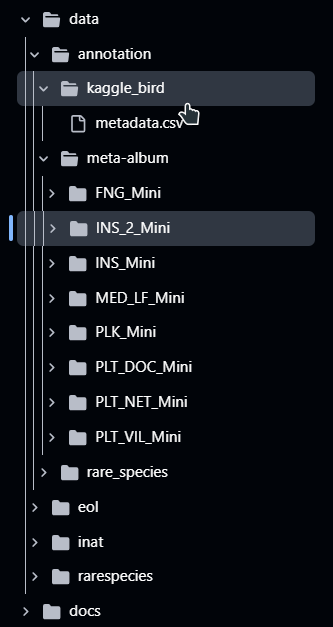 data
annotation
kaggle_bird
metadata.csv
meta-album
FNG_Mini
INS_2_Mini
INS_Mini
MED_LF_Mini
PLK_Mini
PLT_DOC_Mini
PLT_NET_Mini
PLT_VIL_Mini
rare_species
eol
inat
rarespecies
docs